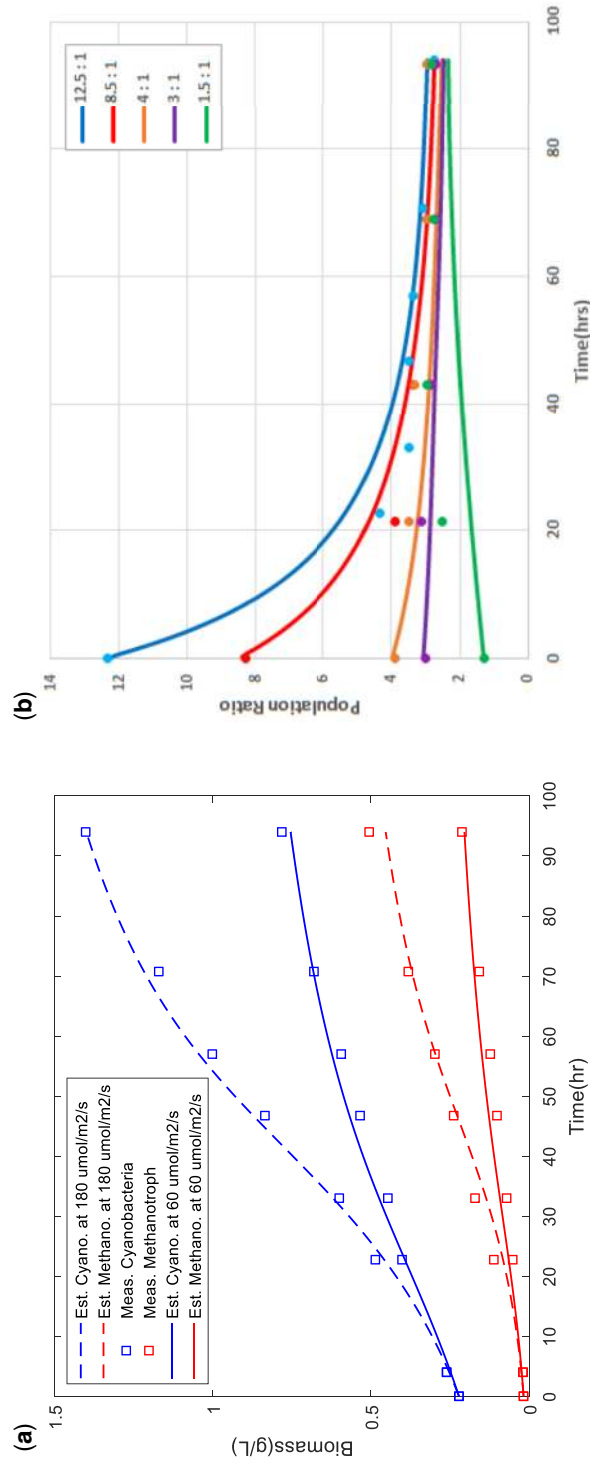 (a)
Biomass(g/L)
1.5
1
0.5
0
Est. Cyano. at 180 umol/m2/s
Est. Methano. at 180 umol/m2/s
Meas. Cyanobacteria
Meas. Methanotroph
Est. Cyano. at 60 umol/m2/s
Est. Methano. at 60 umol/m2/s
0 10 20 30 40 50 60 70 80 90 100
Time(hr)
(b)
Population Ratio
14
12
10
8
6
4
2
0
12.5 : 1
8.5 : 1
4 : 1
3 : 1
1.5 : 1
0 20 40 60 80 100
Time(hrs)